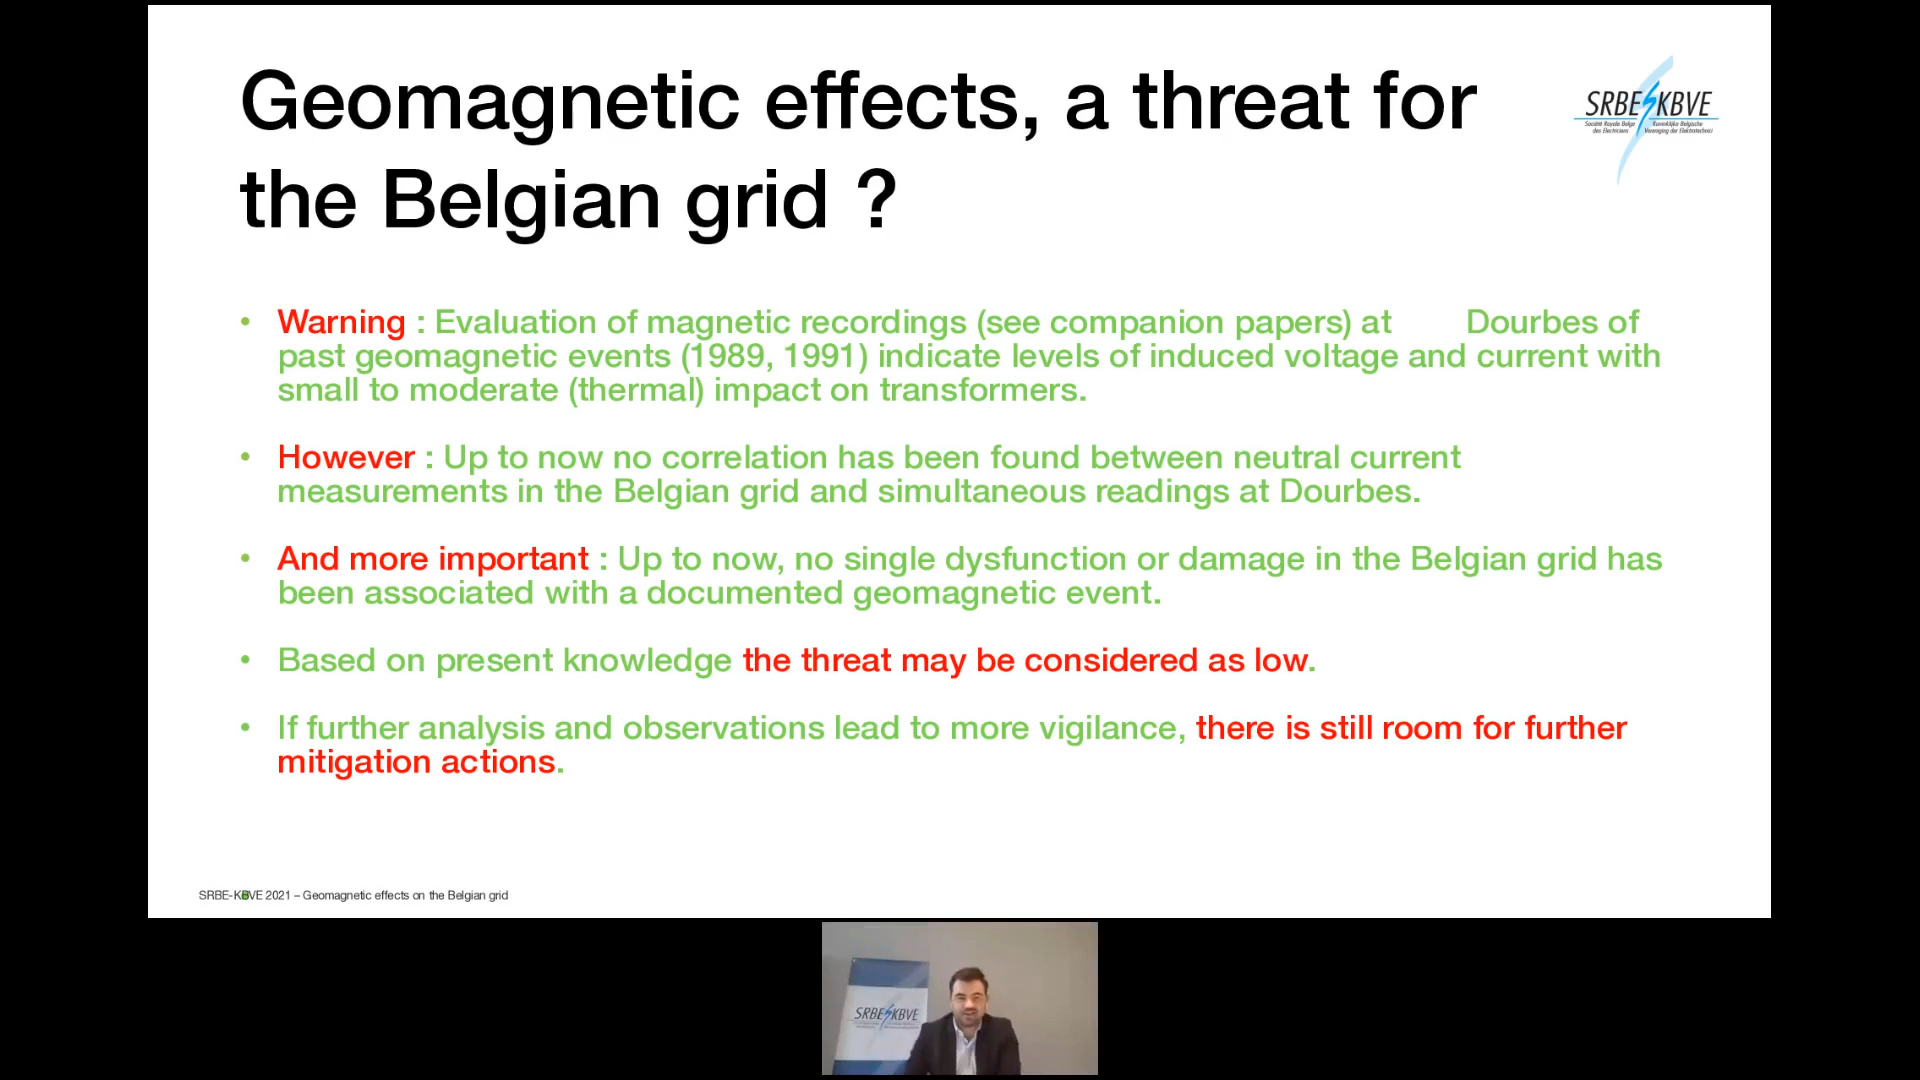 Geomagnetic effects, a threat for
the Belgian grid ?
SRBE KBVE
Société Royale Belge
des Electriciens
Koninklijke Belgische
Vereniging der Elektrotechnici
• Warning : Evaluation of magnetic recordings (see companion papers) at Dourbes of
past geomagnetic events (1989, 1991) indicate levels of induced voltage and current with
small to moderate (thermal) impact on transformers.
• However : Up to now no correlation has been found between neutral current
measurements in the Belgian grid and simultaneous readings at Dourbes.
• And more important : Up to now, no single dysfunction or damage in the Belgian grid has
been associated with a documented geomagnetic event.
• Based on present knowledge the threat may be considered as low.
• If further analysis and observations lead to more vigilance, there is still room for further
mitigation actions.
SRBE-KBVE 2021 – Geomagnetic effects on the Belgian grid
SRBE KBVE